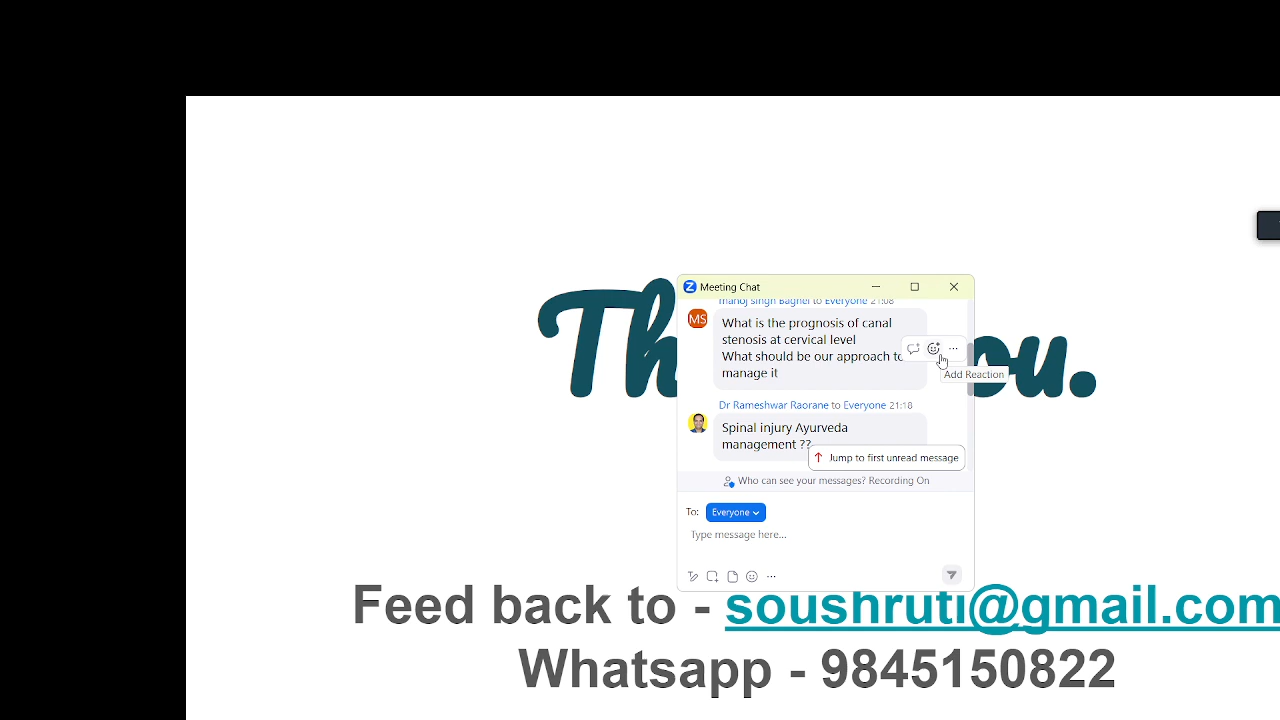 Meeting Chat
manoj singh Baghel to Everyone 21:08
MS
What is the prognosis of canal
stenosis at cervical level
What should be our approach to
manage it
Add Reaction
Dr Rameshwar Raorane to Everyone 21:18
Spinal injury Ayurveda
management ??
Jump to first unread message
Who can see your messages? Recording On
To: Everyone
Type message here...
Th ou.
Feed back to - soushruti@gmail.com
Whatsapp - 9845150822